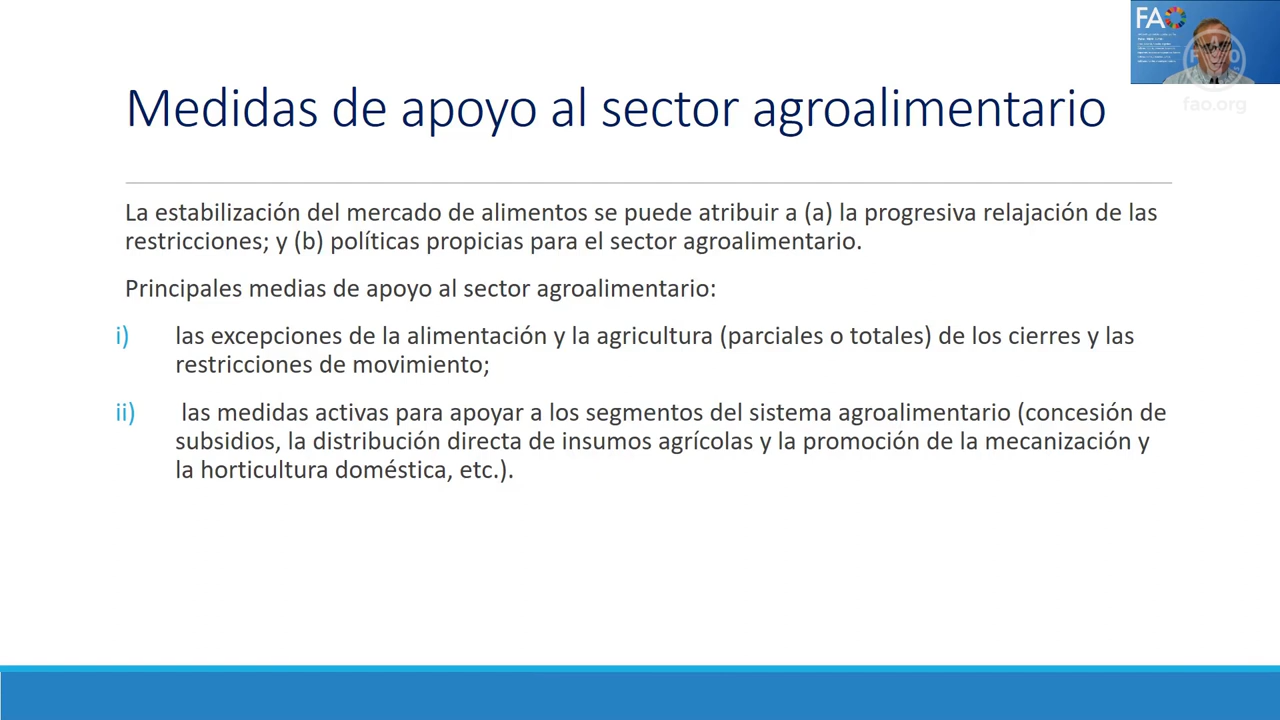 FAO
fao.org
Medidas de apoyo al sector agroalimentario
La estabilización del mercado de alimentos se puede atribuir a (a) la progresiva relajación de las
restricciones; y (b) políticas propicias para el sector agroalimentario.
Principales medias de apoyo al sector agroalimentario:
i) las excepciones de la alimentación y la agricultura (parciales o totales) de los cierres y las
restricciones de movimiento;
ii) las medidas activas para apoyar a los segmentos del sistema agroalimentario (concesión de
subsidios, la distribución directa de insumos agrícolas y la promoción de la mecanización y
la horticultura doméstica, etc.).